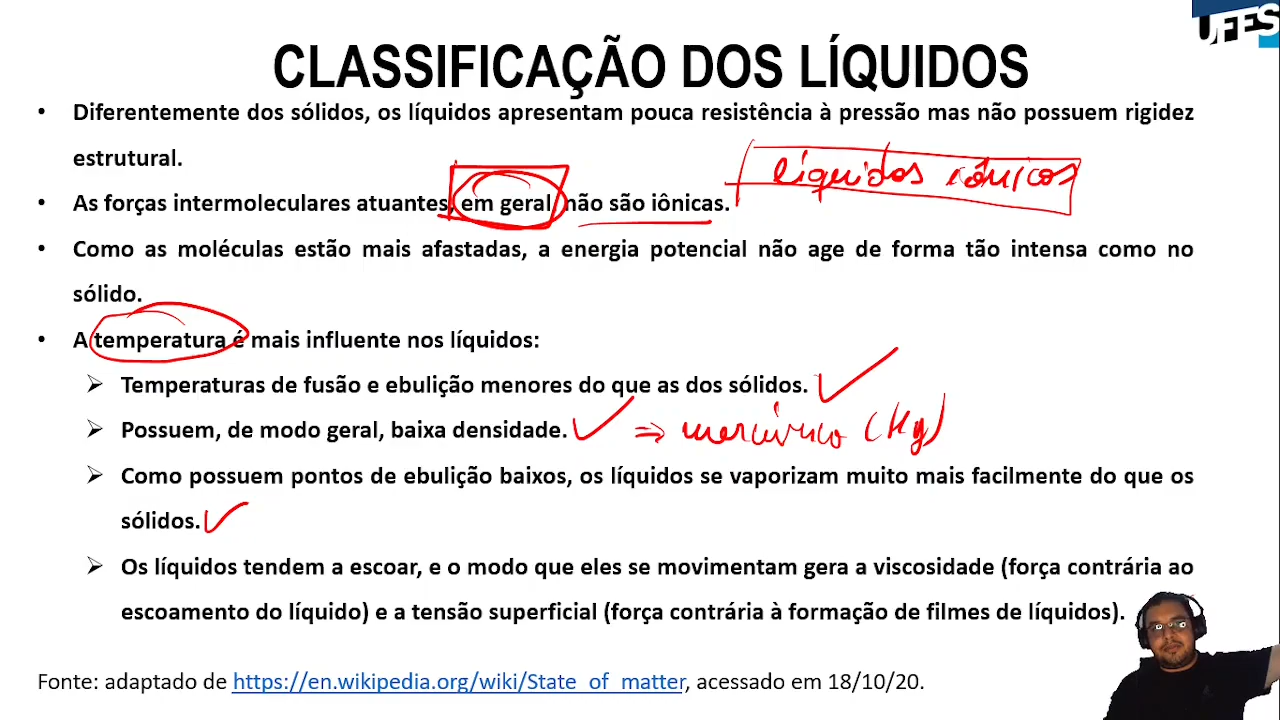 UFES
CLASSIFICAÇÃO DOS LÍQUIDOS
• Diferentemente dos sólidos, os líquidos apresentam pouca resistência à pressão mas não possuem rigidez
estrutural.
líquidos iônicos
• As forças intermoleculares atuantes, em geral, não são iônicas.
• Como as moléculas estão mais afastadas, a energia potencial não age de forma tão intensa como no
sólido.
• A temperatura é mais influente nos líquidos:
➢ Temperaturas de fusão e ebulição menores do que as dos sólidos.
➢ Possuem, de modo geral, baixa densidade. ⇒ mercúrico (Hg)
➢ Como possuem pontos de ebulição baixos, os líquidos se vaporizam muito mais facilmente do que os
sólidos.
➢ Os líquidos tendem a escoar, e o modo que eles se movimentam gera a viscosidade (força contrária ao
escoamento do líquido) e a tensão superficial (força contrária à formação de filmes de líquidos).
Fonte: adaptado de https://en.wikipedia.org/wiki/State_of_matter, acessado em 18/10/20.